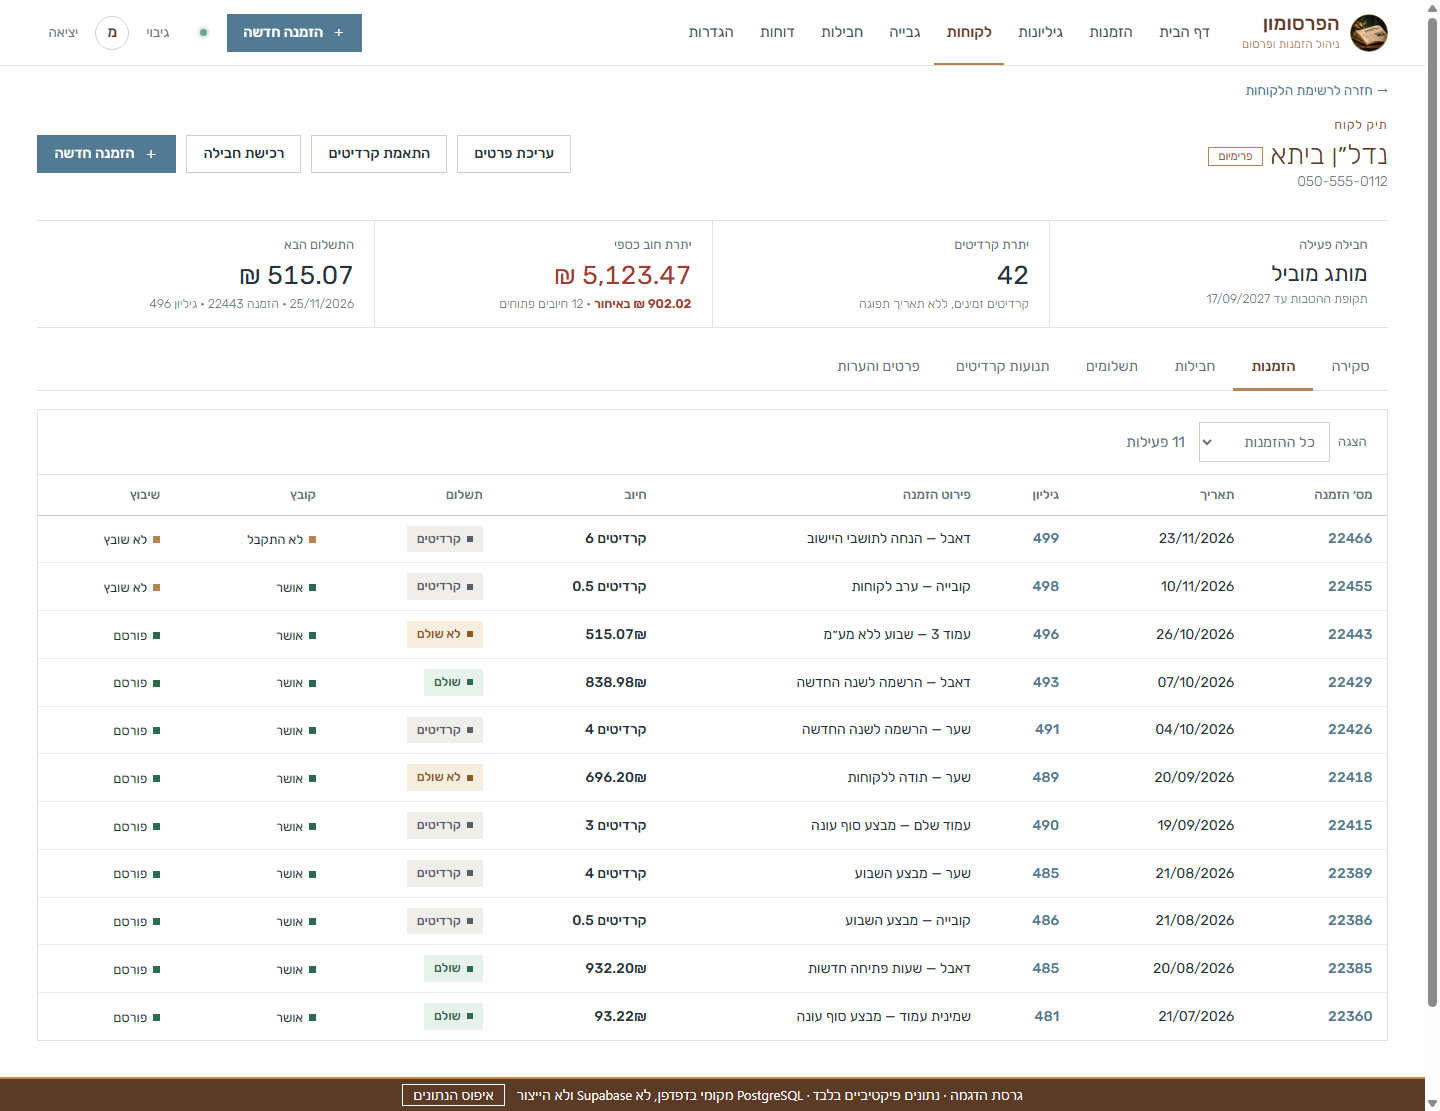 הפרסומון
ניהול הזמנות ופרסום
דף הבית
הזמנות
גיליונות
לקוחות
גבייה
חבילות
דוחות
הגדרות
+ הזמנה חדשה
גיבוי
מ
יציאה
→ חזרה לרשימת הלקוחות
תיק לקוח
נדל״ן ביתא פרימיום
050-555-0112
עריכת פרטים
התאמת קרדיטים
רכישת חבילה
+ הזמנה חדשה
חבילה פעילה
מותג מוביל
תקופת ההטבות עד 17/09/2027
יתרת קרדיטים
42
קרדיטים זמינים, ללא תאריך תפוגה
יתרת חוב כספי
5,123.47 ₪
902.02 ₪ באיחור • 12 חיובים פתוחים
התשלום הבא
515.07 ₪
25/11/2026 • הזמנה 22443 • גיליון 496
סקירה
הזמנות
חבילות
תשלומים
תנועות קרדיטים
פרטים והערות
הצגה כל ההזמנות 11 פעילות
מס׳ הזמנה תאריך גיליון פירוט הזמנה חיוב תשלום קובץ שיבוץ
22466 23/11/2026 499 דאבל – הנחה לתושבי היישוב 6 קרדיטים קרדיטים לא התקבל לא שובץ
22455 10/11/2026 498 קובייה – ערב לקוחות 0.5 קרדיטים קרדיטים אושר לא שובץ
22443 26/10/2026 496 עמוד 3 – שבוע ללא מע״מ ₪515.07 לא שולם אושר פורסם
22429 07/10/2026 493 דאבל – הרשמה לשנה החדשה ₪838.98 שולם אושר פורסם
22426 04/10/2026 491 שער – הרשמה לשנה החדשה 4 קרדיטים קרדיטים אושר פורסם
22418 20/09/2026 489 שער – תודה ללקוחות ₪696.20 לא שולם אושר פורסם
22415 19/09/2026 490 עמוד שלם – מבצע סוף עונה 3 קרדיטים קרדיטים אושר פורסם
22389 21/08/2026 485 שער – מבצע השבוע 4 קרדיטים קרדיטים אושר פורסם
22386 21/08/2026 486 קובייה – מבצע השבוע 0.5 קרדיטים קרדיטים אושר פורסם
22385 20/08/2026 485 דאבל – שעות פתיחה חדשות ₪932.20 שולם אושר פורסם
22360 21/07/2026 481 שמינית עמוד – מבצע סוף עונה ₪93.22 שולם אושר פורסם
גרסת הדגמה · נתונים פיקטיביים בלבד · PostgreSQL מקומי בדפדפן, לא Supabase ולא הייצור איפוס הנתונים